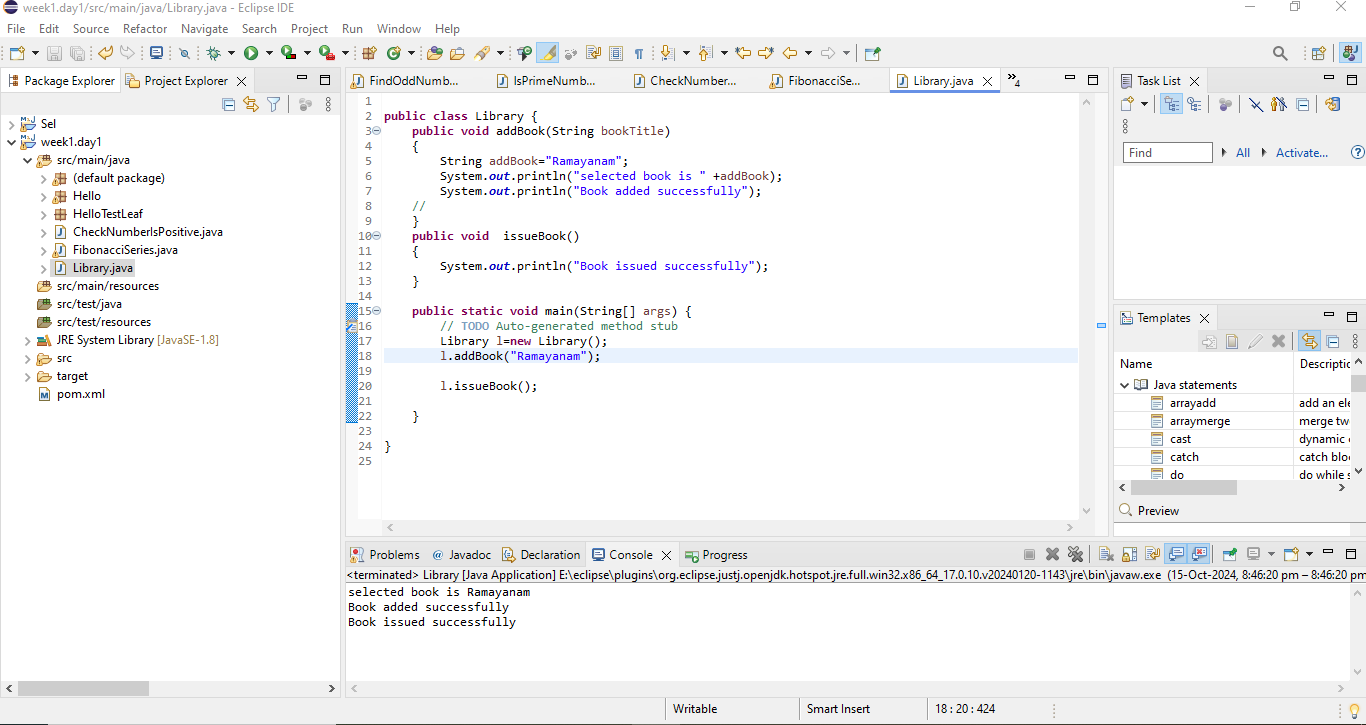 week1.day1/src/main/java/Library.java - Eclipse IDE
File Edit Source Refactor Navigate Search Project Run Window Help
Package Explorer Project Explorer
Sel
week1.day1
src/main/java
(default package)
Hello
HelloTestLeaf
CheckNumberIsPositive.java
FibonacciSeries.java
Library.java
src/main/resources
src/test/java
src/test/resources
JRE System Library [JavaSE-1.8]
src
target
pom.xml
FindOddNumb... IsPrimeNumb... CheckNumber... FibonacciSe... Library.java »4
1
2 public class Library {
3 public void addBook(String bookTitle)
4 {
5 String addBook="Ramayanam";
6 System.out.println("selected book is " +addBook);
7 System.out.println("Book added successfully");
8 //
9 }
10 public void  issueBook()
11 {
12 System.out.println("Book issued successfully");
13 }
14
15 public static void main(String[] args) {
16 // TODO Auto-generated method stub
17 Library l=new Library();
18 l.addBook("Ramayanam");
19
20 l.issueBook();
21
22 }
23
24 }
25
Task List
Find All Activate...
Templates
Name Descriptic
Java statements
arrayadd add an ele
arraymerge merge tw
cast dynamic
catch catch bloc
do do while s
Preview
Problems @ Javadoc Declaration Console Progress
<terminated> Library [Java Application] E:\eclipse\plugins\org.eclipse.justj.openjdk.hotspot.jre.full.win32.x86_64_17.0.10.v20240120-1143\jre\bin\javaw.exe (15-Oct-2024, 8:46:20 pm – 8:46:20 pm
selected book is Ramayanam
Book added successfully
Book issued successfully
Writable Smart Insert 18 : 20 : 424